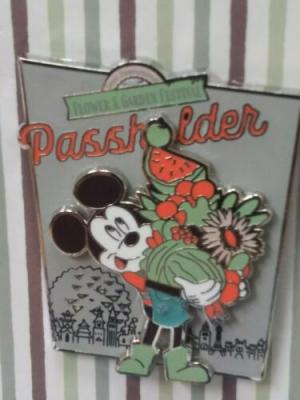 FLOWER & GARDEN FESTIVAL
Passholder